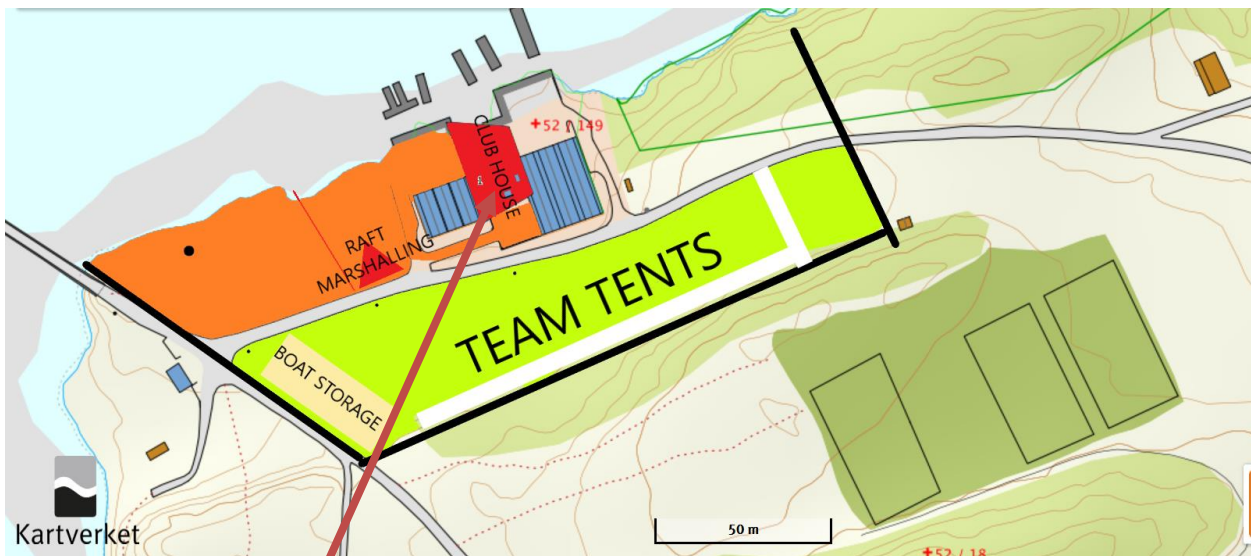 CLUB HOUSE
+52 / 149
g
s
RAFT
MARSHALLING
TEAM TENTS
BOAT STORAGE
50 m
Kartverket
+52 / 18